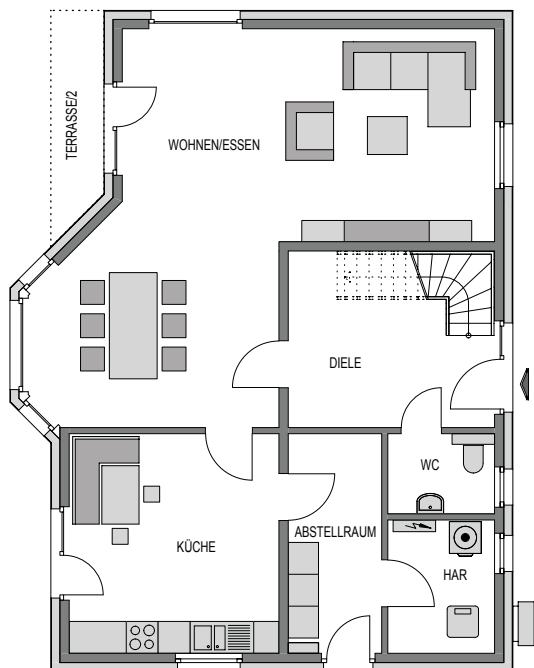 TERRASSE/2
WOHNEN/ESSEN
DIELE
WC
ABSTELLRAUM
KÜCHE
HAR